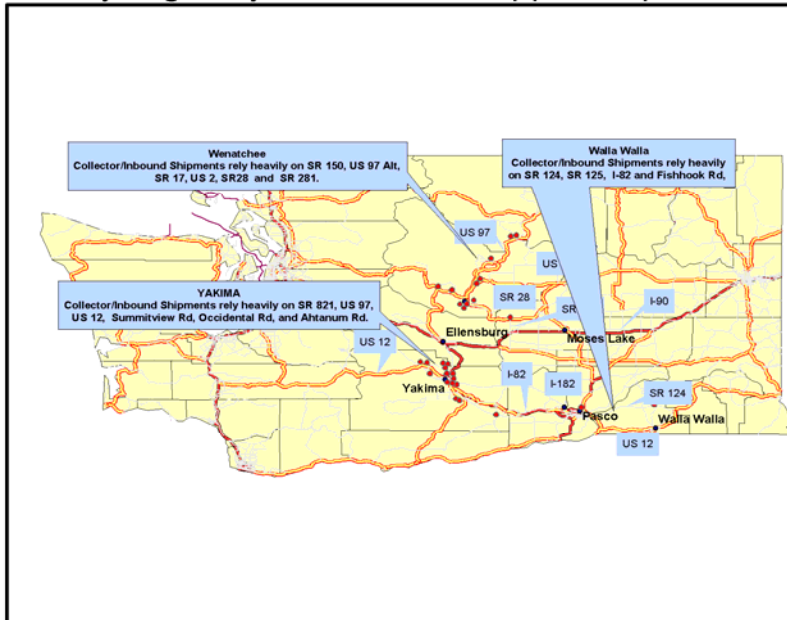 Wenatchee
Collector/Inbound Shipments rely heavily on SR 150, US 97 Alt,
SR 17, US 2, SR28 and SR 281.
Walla Walla
Collector/Inbound Shipments rely heavily
on SR 124, SR 125, I-82 and Fishhook Rd,
US 97
US
YAKIMA
Collector/Inbound Shipments rely heavily on SR 821, US 97,
US 12, Summitview Rd, Occidental Rd, and Ahtanum Rd.
SR 28
SR
I-90
Ellensburg
Moses Lake
US 12
Yakima
I-82
I-182
SR 124
Pasco
Walla Walla
US 12